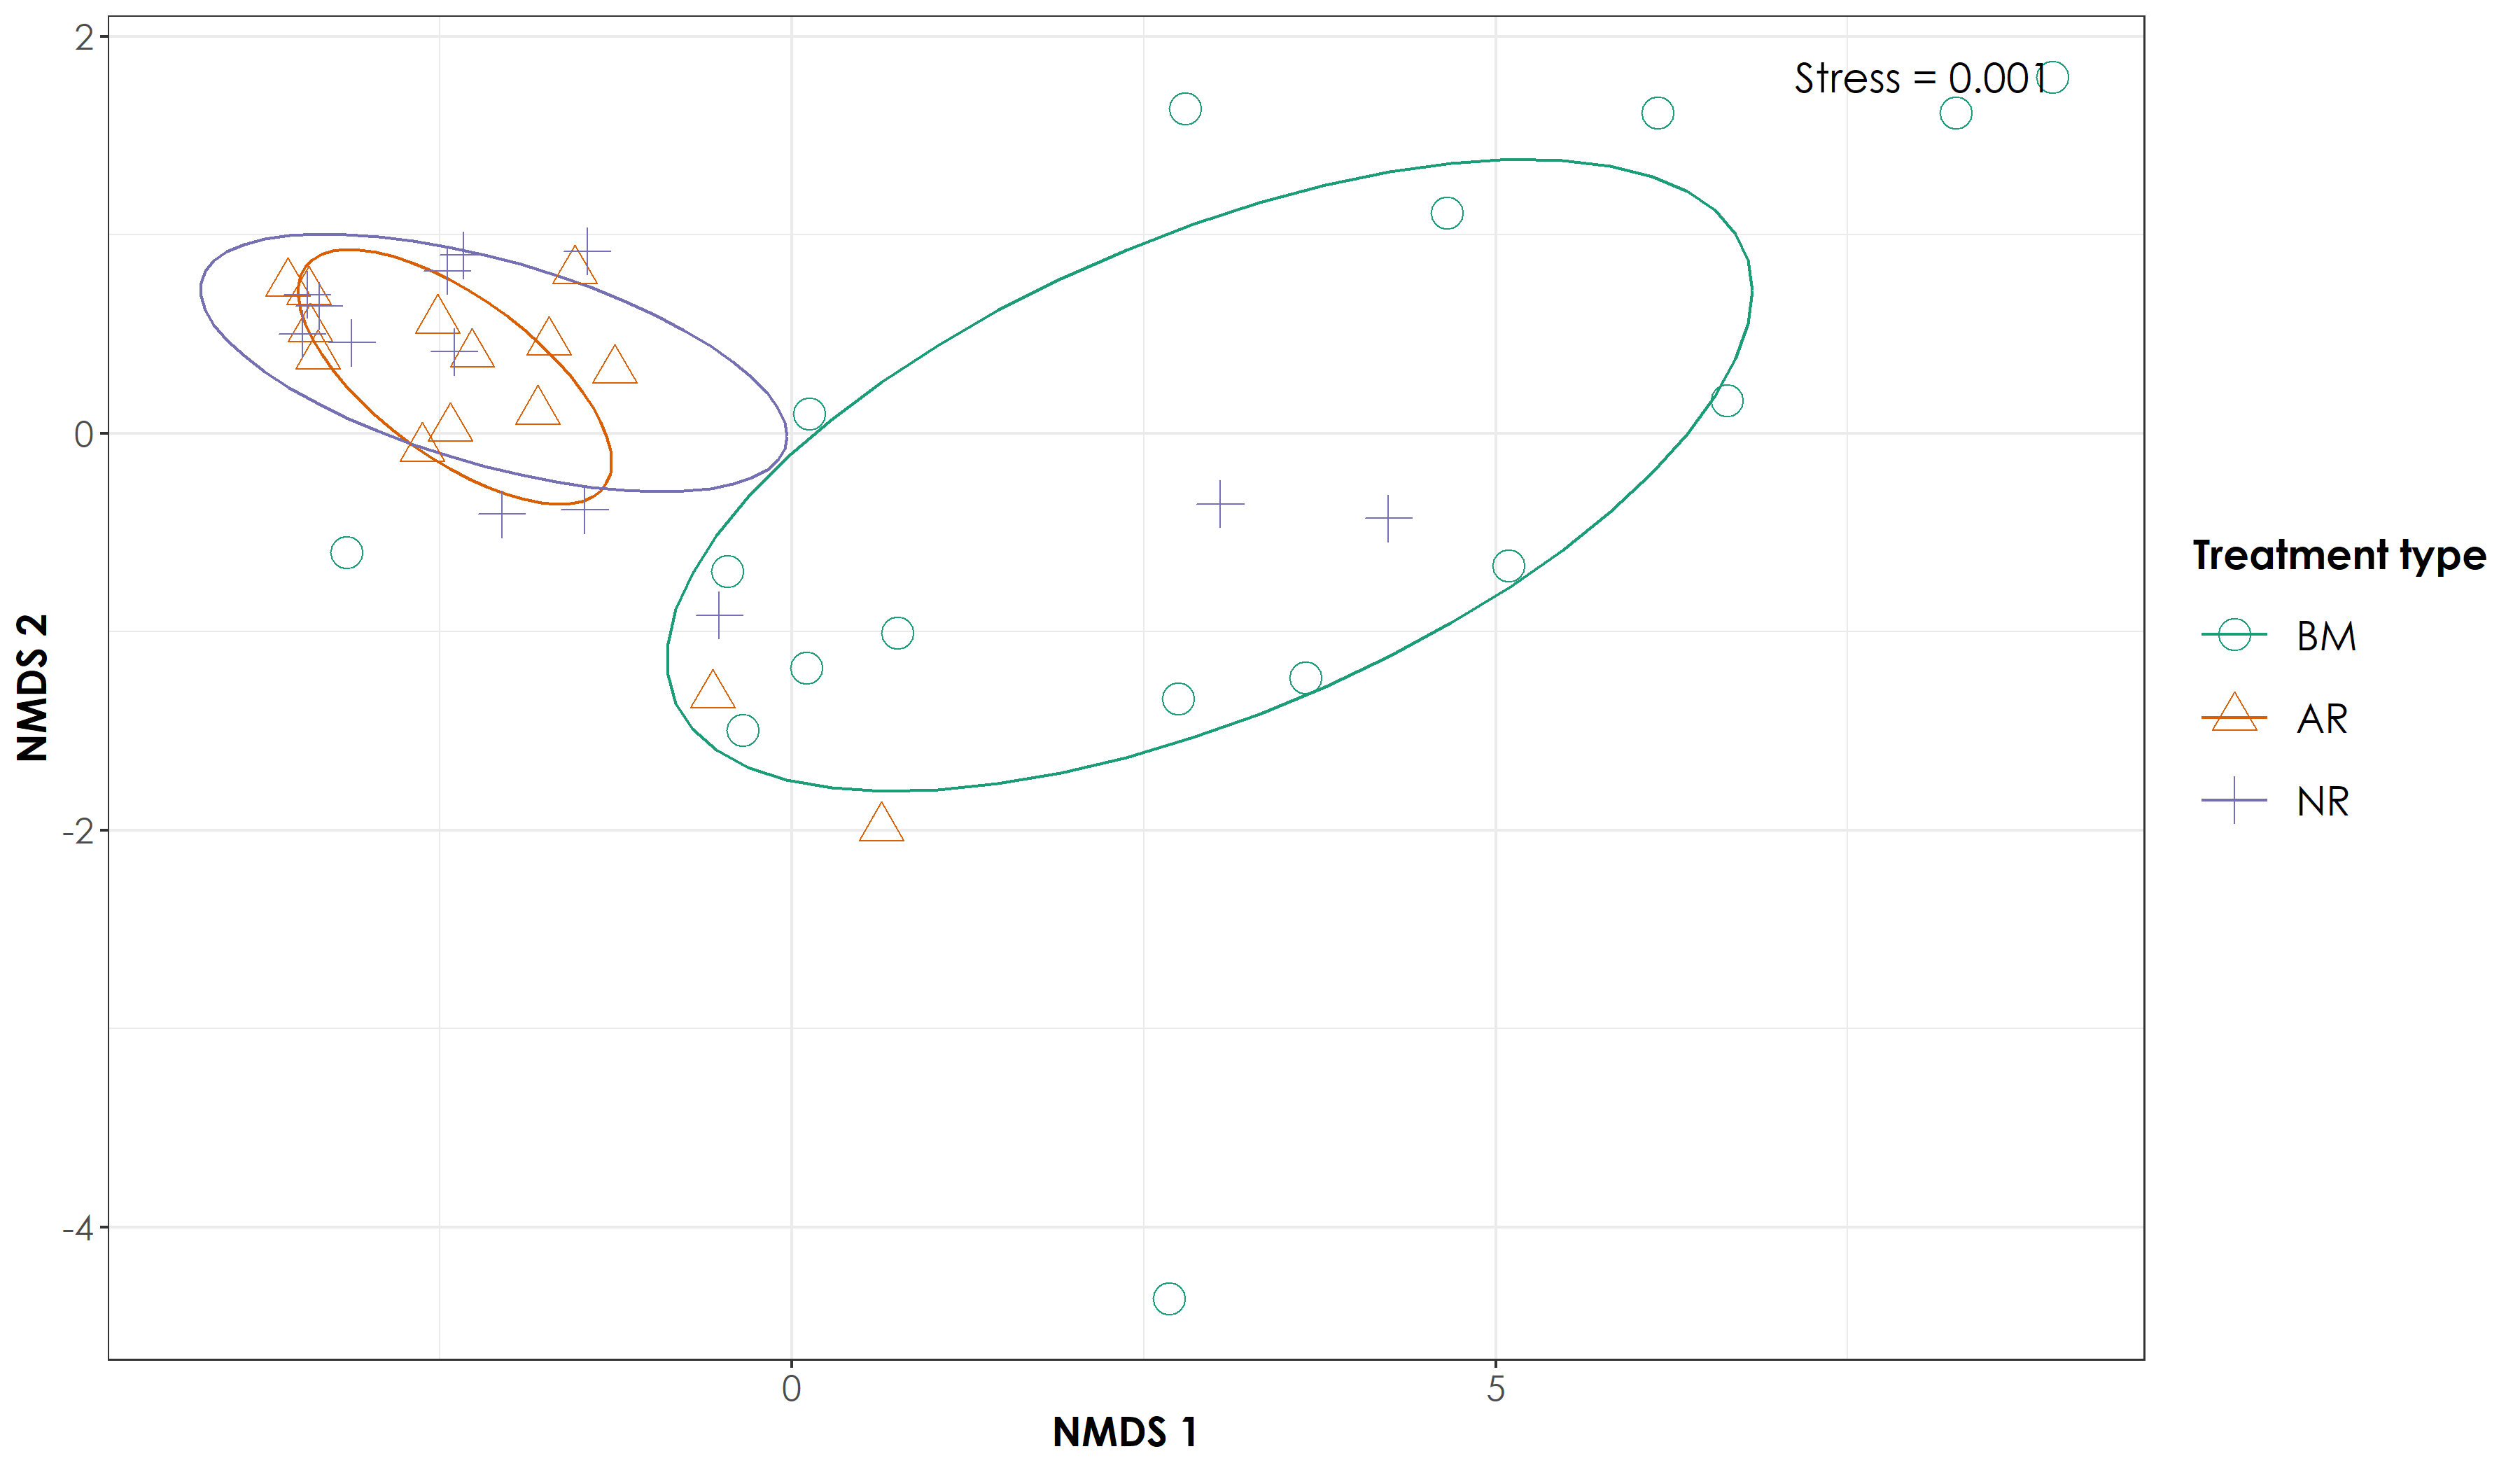 2
Stress = 0.001
0
-2
-4
NMDS 2
0
5
NMDS 1
Treatment type
BM
AR
NR